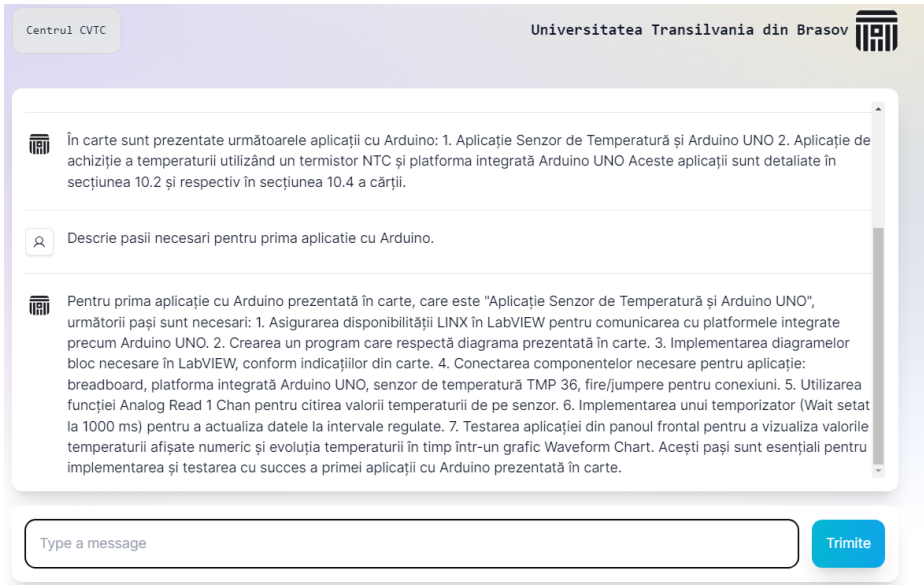 Centrul CVTC
Universitatea Transilvania din Brasov
În carte sunt prezentate următoarele aplicații cu Arduino: 1. Aplicație Senzor de Temperatură și Arduino UNO 2. Aplicație de
achiziție a temperaturii utilizând un termistor NTC și platforma integrată Arduino UNO Aceste aplicații sunt detaliate în
secțiunea 10.2 și respectiv în secțiunea 10.4 a cărții.
Descrie pasii necesari pentru prima aplicatie cu Arduino.
Pentru prima aplicație cu Arduino prezentată în carte, care este "Aplicație Senzor de Temperatură și Arduino UNO",
următorii pași sunt necesari: 1. Asigurarea disponibilității LINX în LabVIEW pentru comunicarea cu platformele integrate
precum Arduino UNO. 2. Crearea un program care respectă diagrama prezentată în carte. 3. Implementarea diagramelor
bloc necesare în LabVIEW, conform indicațiilor din carte. 4. Conectarea componentelor necesare pentru aplicație:
breadboard, platforma integrată Arduino UNO, senzor de temperatură TMP 36, fire/jumpere pentru conexiuni. 5. Utilizarea
funcției Analog Read 1 Chan pentru citirea valorii temperaturii de pe senzor. 6. Implementarea unui temporizator (Wait setat
la 1000 ms) pentru a actualiza datele la intervale regulate. 7. Testarea aplicației din panoul frontal pentru a vizualiza valorile
temperaturii afișate numeric și evoluția temperaturii în timp într-un grafic Waveform Chart. Acești pași sunt esențiali pentru
implementarea și testarea cu succes a primei aplicații cu Arduino prezentată în carte.
Type a message
Trimite